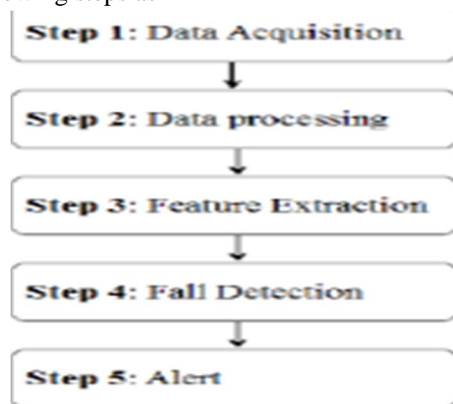 steps
Step 1: Data Acquisition
Step 2: Data processing
Step 3: Feature Extraction
Step 4: Fall Detection
Step 5: Alert